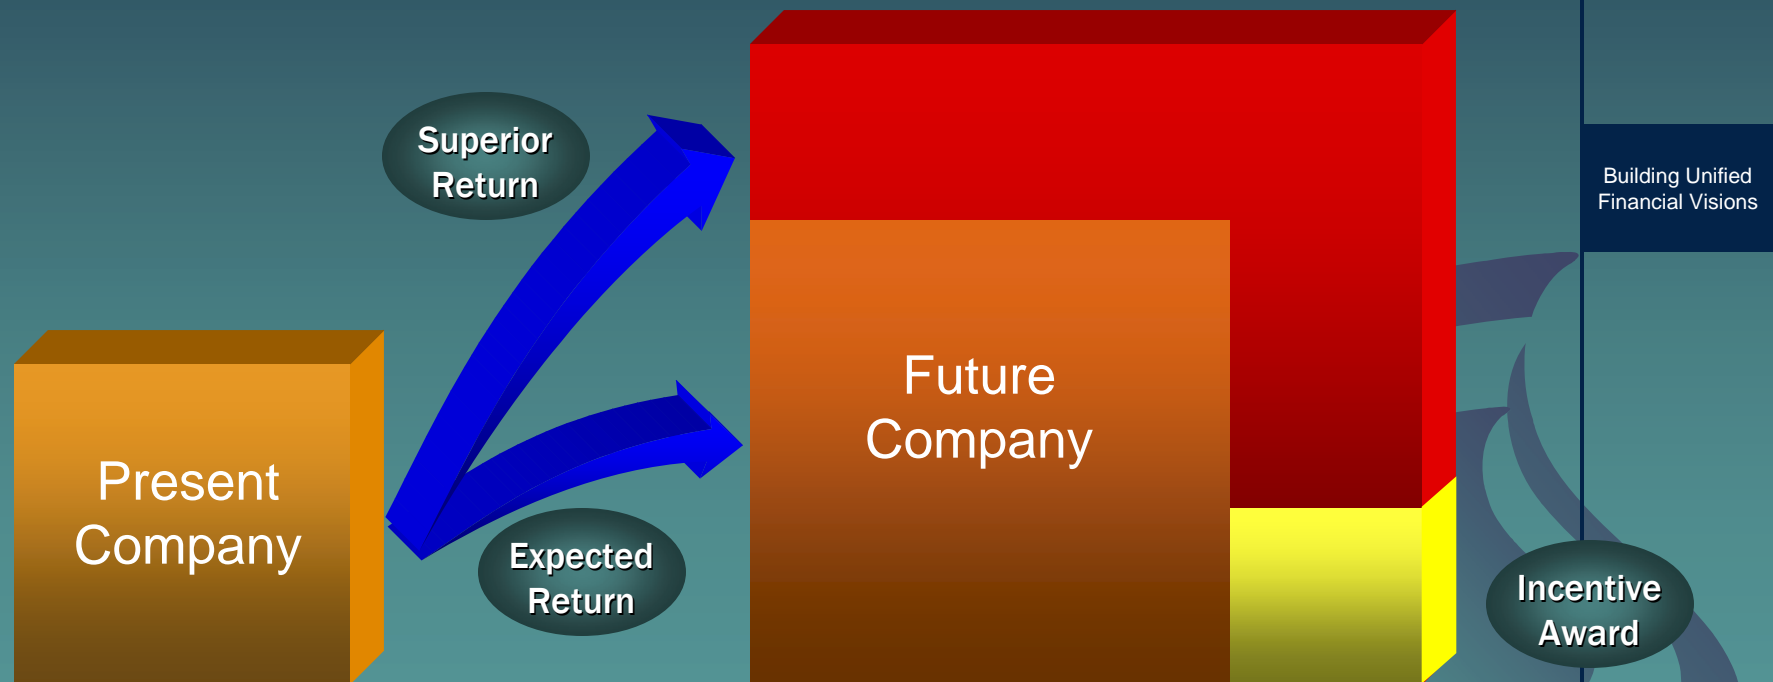 Superior
Return
Building Unified
Financial Visions
Future
Company
Present
Company
Expected
Return
Incentive
Award